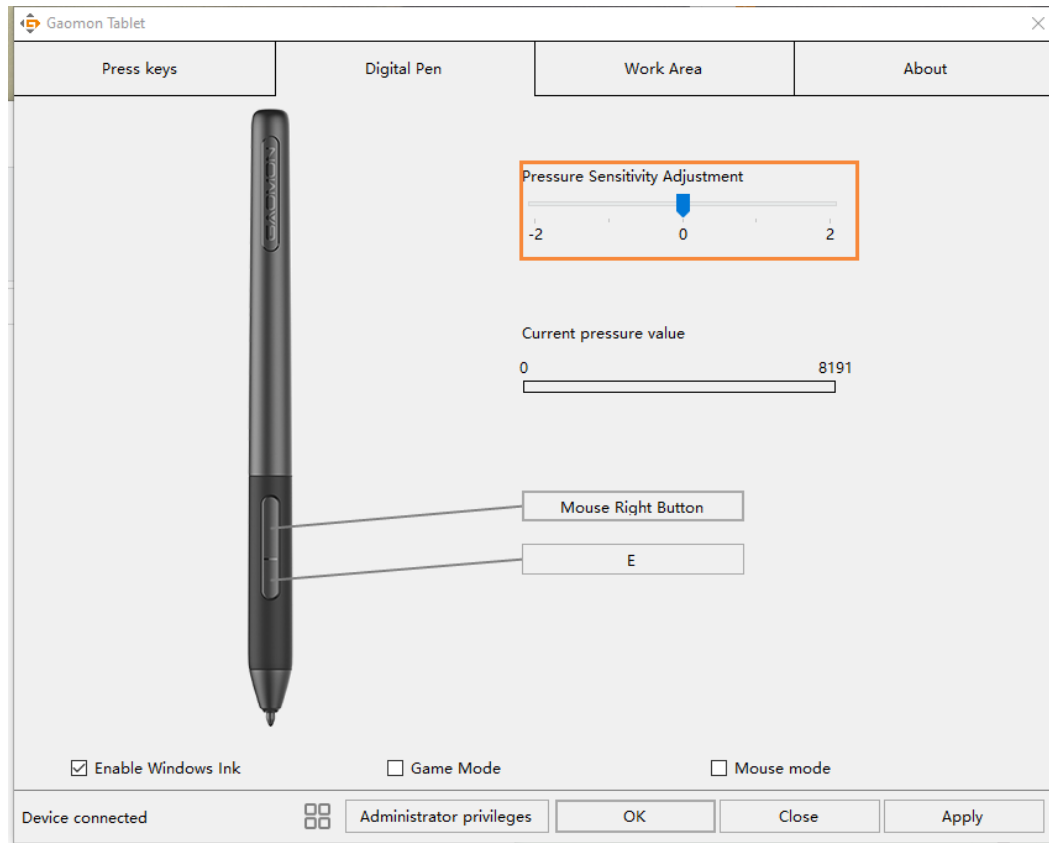 Gaomon Tablet
Press keys Digital Pen Work Area About
GAOMON
Pressure Sensitivity Adjustment
-2 0 2
Current pressure value
0 8191
Mouse Right Button
E
Enable Windows Ink Game Mode Mouse mode
Device connected Administrator privileges OK Close Apply